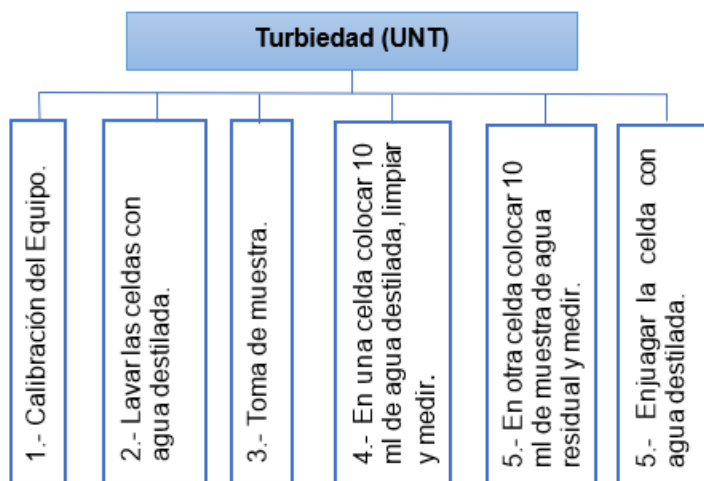 Turbiedad (UNT)
1.- Calibración del Equipo.
2.- Lavar las celdas con
agua destilada.
3.- Toma de muestra.
4.- En una celda colocar 10
ml de agua destilada, limpiar
y medir.
5.- En otra celda colocar 10
ml de muestra de agua
residual y medir.
5.- Enjuagar la celda con
agua destilada.